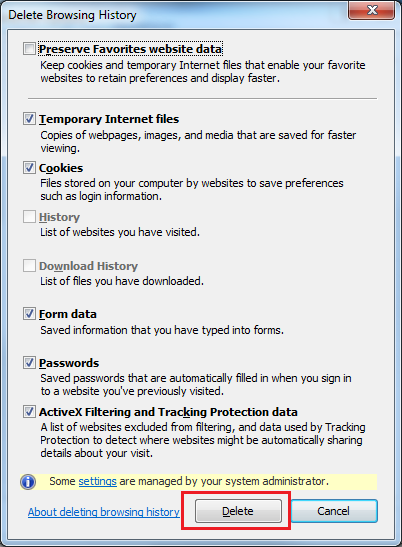 Delete Browsing History
Preserve Favorites website data
Keep cookies and temporary Internet files that enable your favorite
websites to retain preferences and display faster.
Temporary Internet files
Copies of webpages, images, and media that are saved for faster
viewing.
Cookies
Files stored on your computer by websites to save preferences
such as login information.
History
List of websites you have visited.
Download History
List of files you have downloaded.
Form data
Saved information that you have typed into forms.
Passwords
Saved passwords that are automatically filled in when you sign in
to a website you've previously visited.
ActiveX Filtering and Tracking Protection data
A list of websites excluded from filtering, and data used by Tracking
Protection to detect where websites might be automatically sharing
details about your visit.
Some settings are managed by your system administrator.
About deleting browsing history
Delete
Cancel